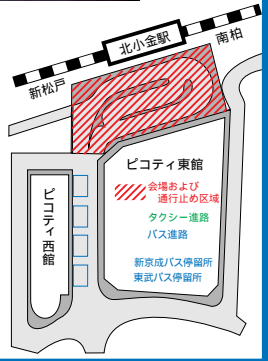 北小金駅
新松戸
南柏
ピコティ東館
会場および
通行止め区域
タクシー進路
バス進路
新京成バス停留所
東武バス停留所
ピコティ西館